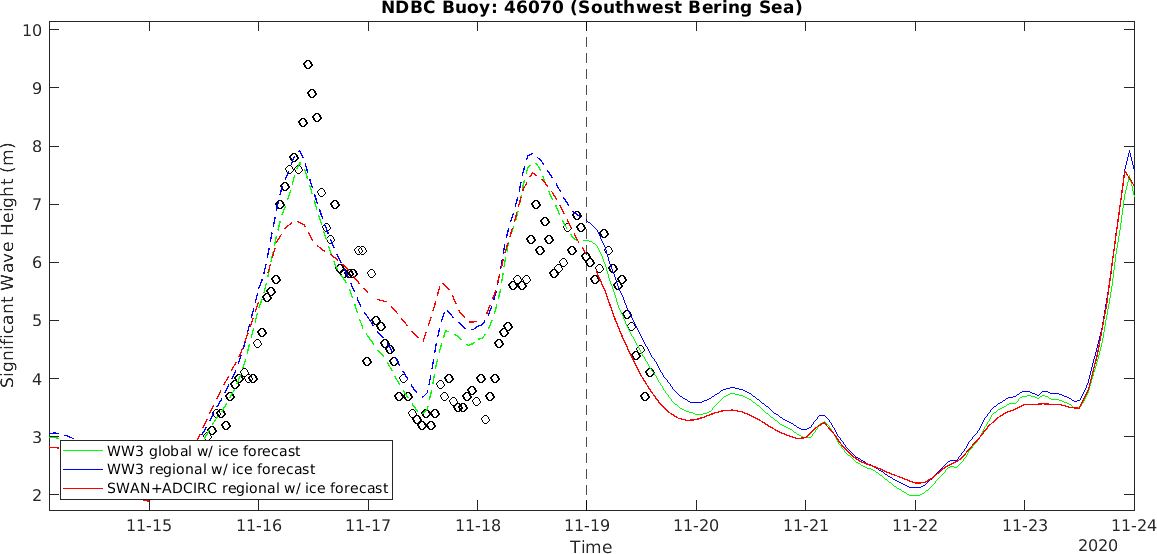 NDBC Buoy: 46070 (Southwest Bering Sea)
Significant Wave Height (m)
10
9
8
7
6
5
4
3
2
WW3 global w/ ice forecast
WW3 regional w/ ice forecast
SWAN+ADCIRC regional w/ ice forecast
11-15 11-16 11-17 11-18 11-19 11-20 11-21 11-22 11-23 11-24
Time
2020